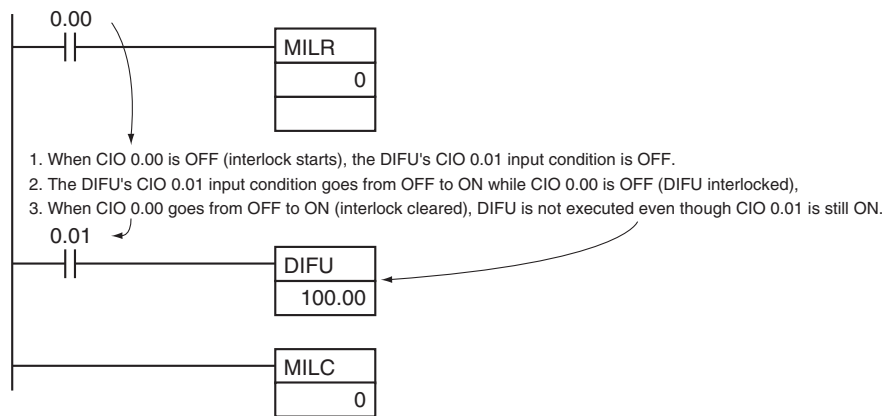 0.00
MILR
0
1. When CIO 0.00 is OFF (interlock starts), the DIFU's CIO 0.01 input condition is OFF.
2. The DIFU's CIO 0.01 input condition goes from OFF to ON while CIO 0.00 is OFF (DIFU interlocked),
3. When CIO 0.00 goes from OFF to ON (interlock cleared), DIFU is not executed even though CIO 0.01 is still ON.
0.01
DIFU
100.00
MILC
0